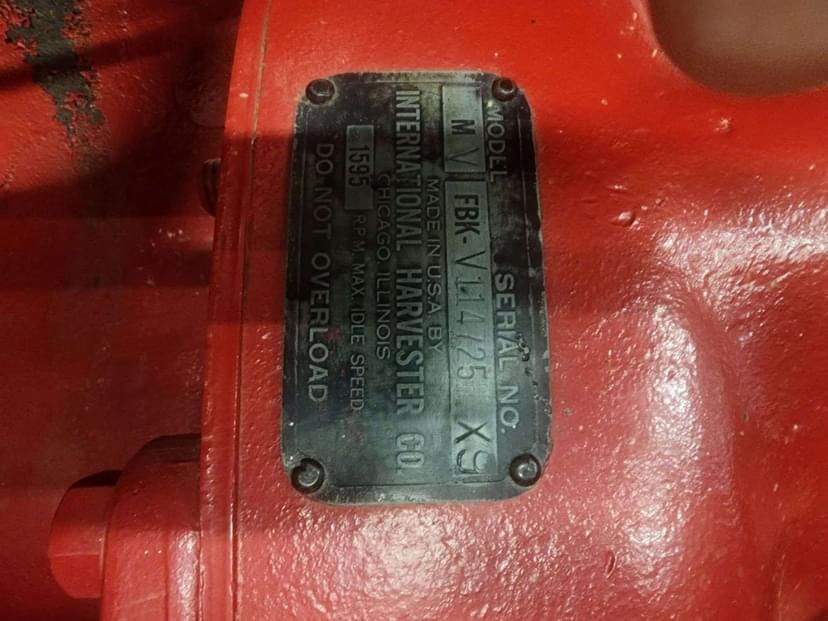 MODEL SERIAL NO.
M V FBK-V114725 X9
MADE IN U.S.A. BY
INTERNATIONAL HARVESTER CO.
CHICAGO, ILLINOIS
1595 R.P.M. MAX. IDLE SPEED
DO NOT OVERLOAD